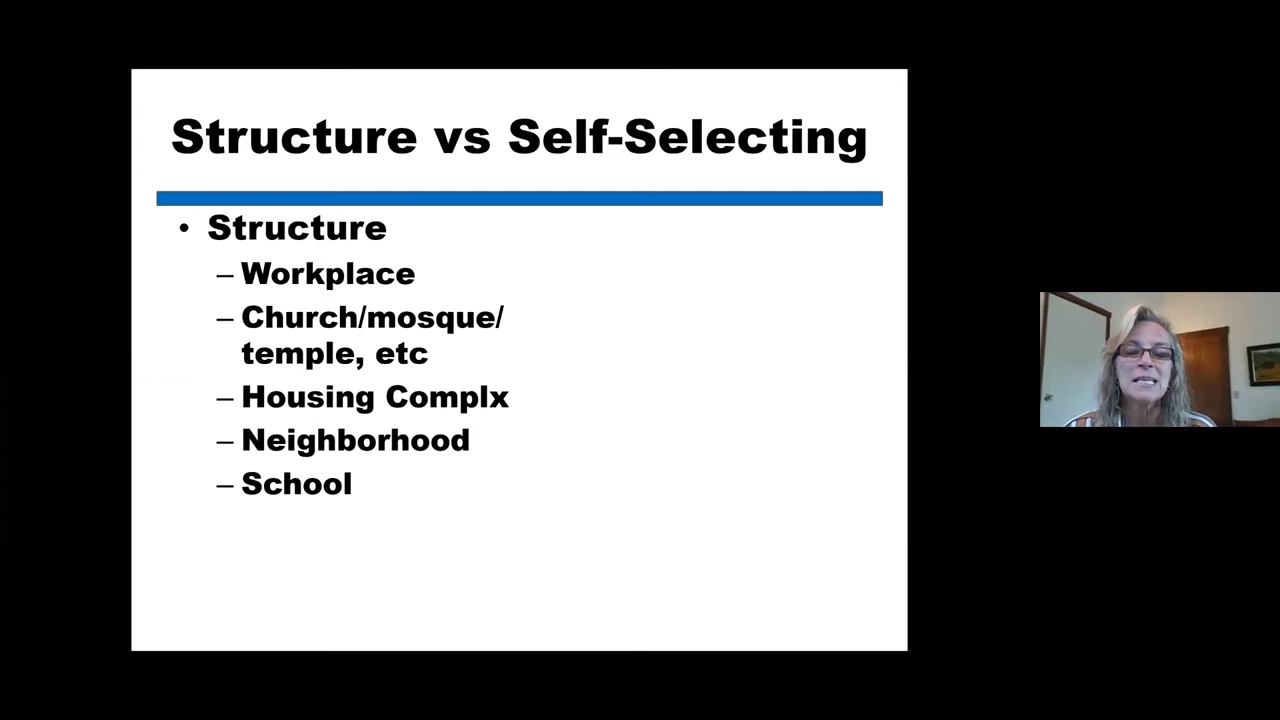 Structure vs Self-Selecting
• Structure
– Workplace
– Church/mosque/
temple, etc
– Housing Complx
– Neighborhood
– School